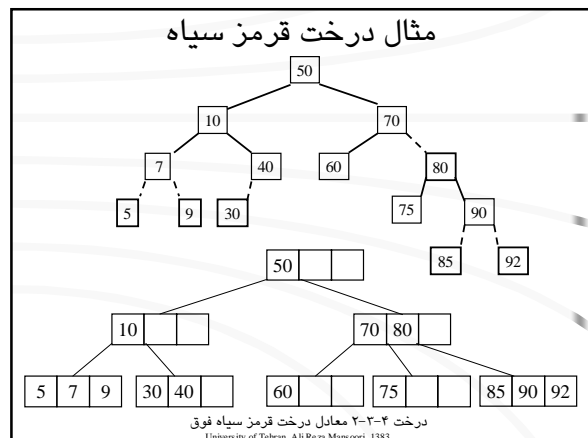 مثال درخت قرمز سیاه
50
10 70
7 40 60 80
5 9 30 75 90
85 92
50
10 70 80
5 7 9 30 40 60 75 85 90 92
درخت ۴-۳-۲ معادل درخت قرمز سیاه فوق
University of Tehran, Ali Reza Mansoori, 1383